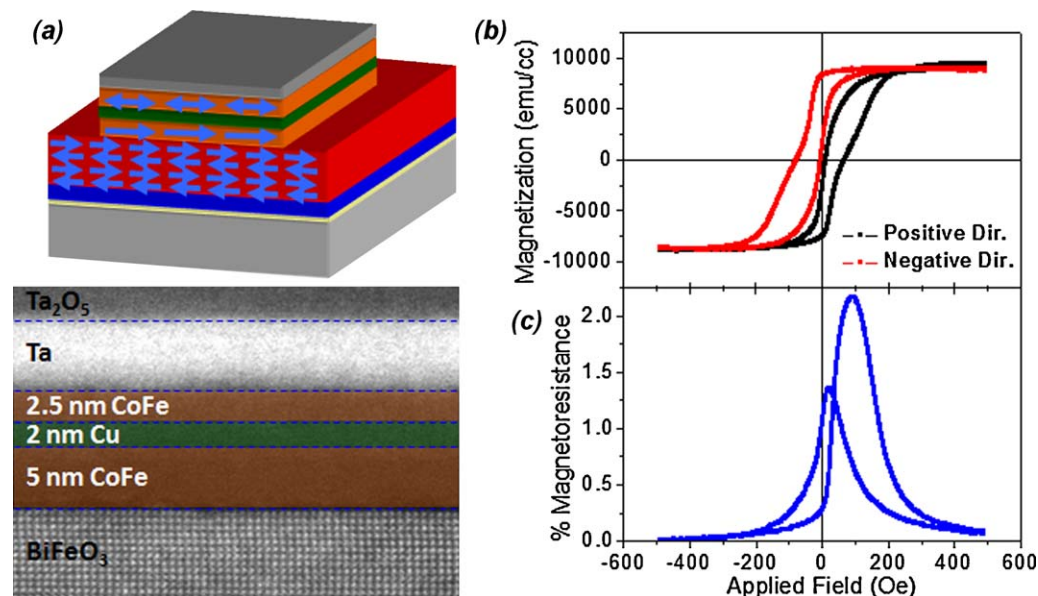 (a)
Ta₂O₅
Ta
2.5 nm CoFe
2 nm Cu
5 nm CoFe
BiFeO₃
(b)
Magnetization (emu/cc)
10000
5000
0
-5000
-10000
Positive Dir.
Negative Dir.
(c)
% Magnetoresistance
2.0
1.5
1.0
0.5
0.0
-600 -400 -200 0 200 400 600
Applied Field (Oe)